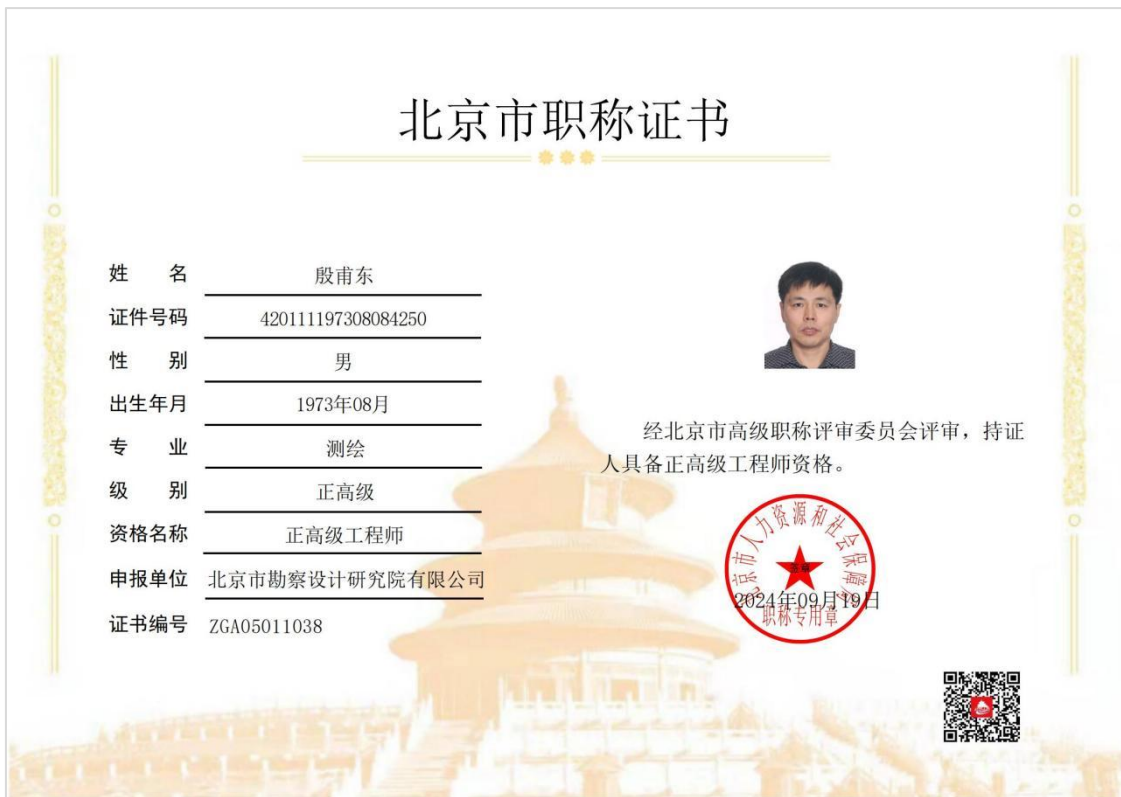 北京市职称证书
姓 名 殷甫东
证件号码 420111197308084250
性 别 男
出生年月 1973年08月
专 业 测绘
级 别 正高级
资格名称 正高级工程师
申报单位 北京市勘察设计研究院有限公司
证书编号 ZGA05011038
经北京市高级职称评审委员会评审，持证
人具备正高级工程师资格。
北京市人力资源和社会保障局
2024年09月19日
职称专用章